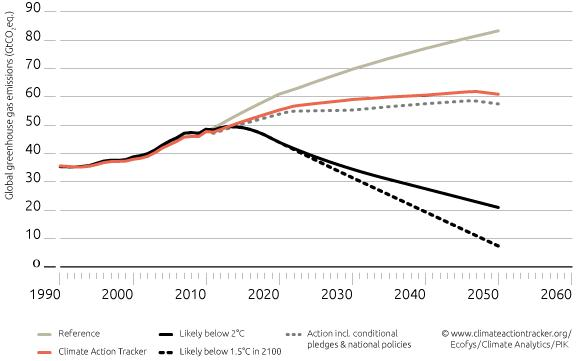 Global greenhouse gas emissions (GtCO₂eq.)
90
80
70
60
50
40
30
20
10
0
1990 2000 2010 2020 2030 2040 2050 2060
Reference
Climate Action Tracker
Likely below 2°C
Likely below 1.5°C in 2100
Action incl. conditional
pledges & national policies
© www.climateactiontracker.org/
Ecofys/Climate Analytics/PIK